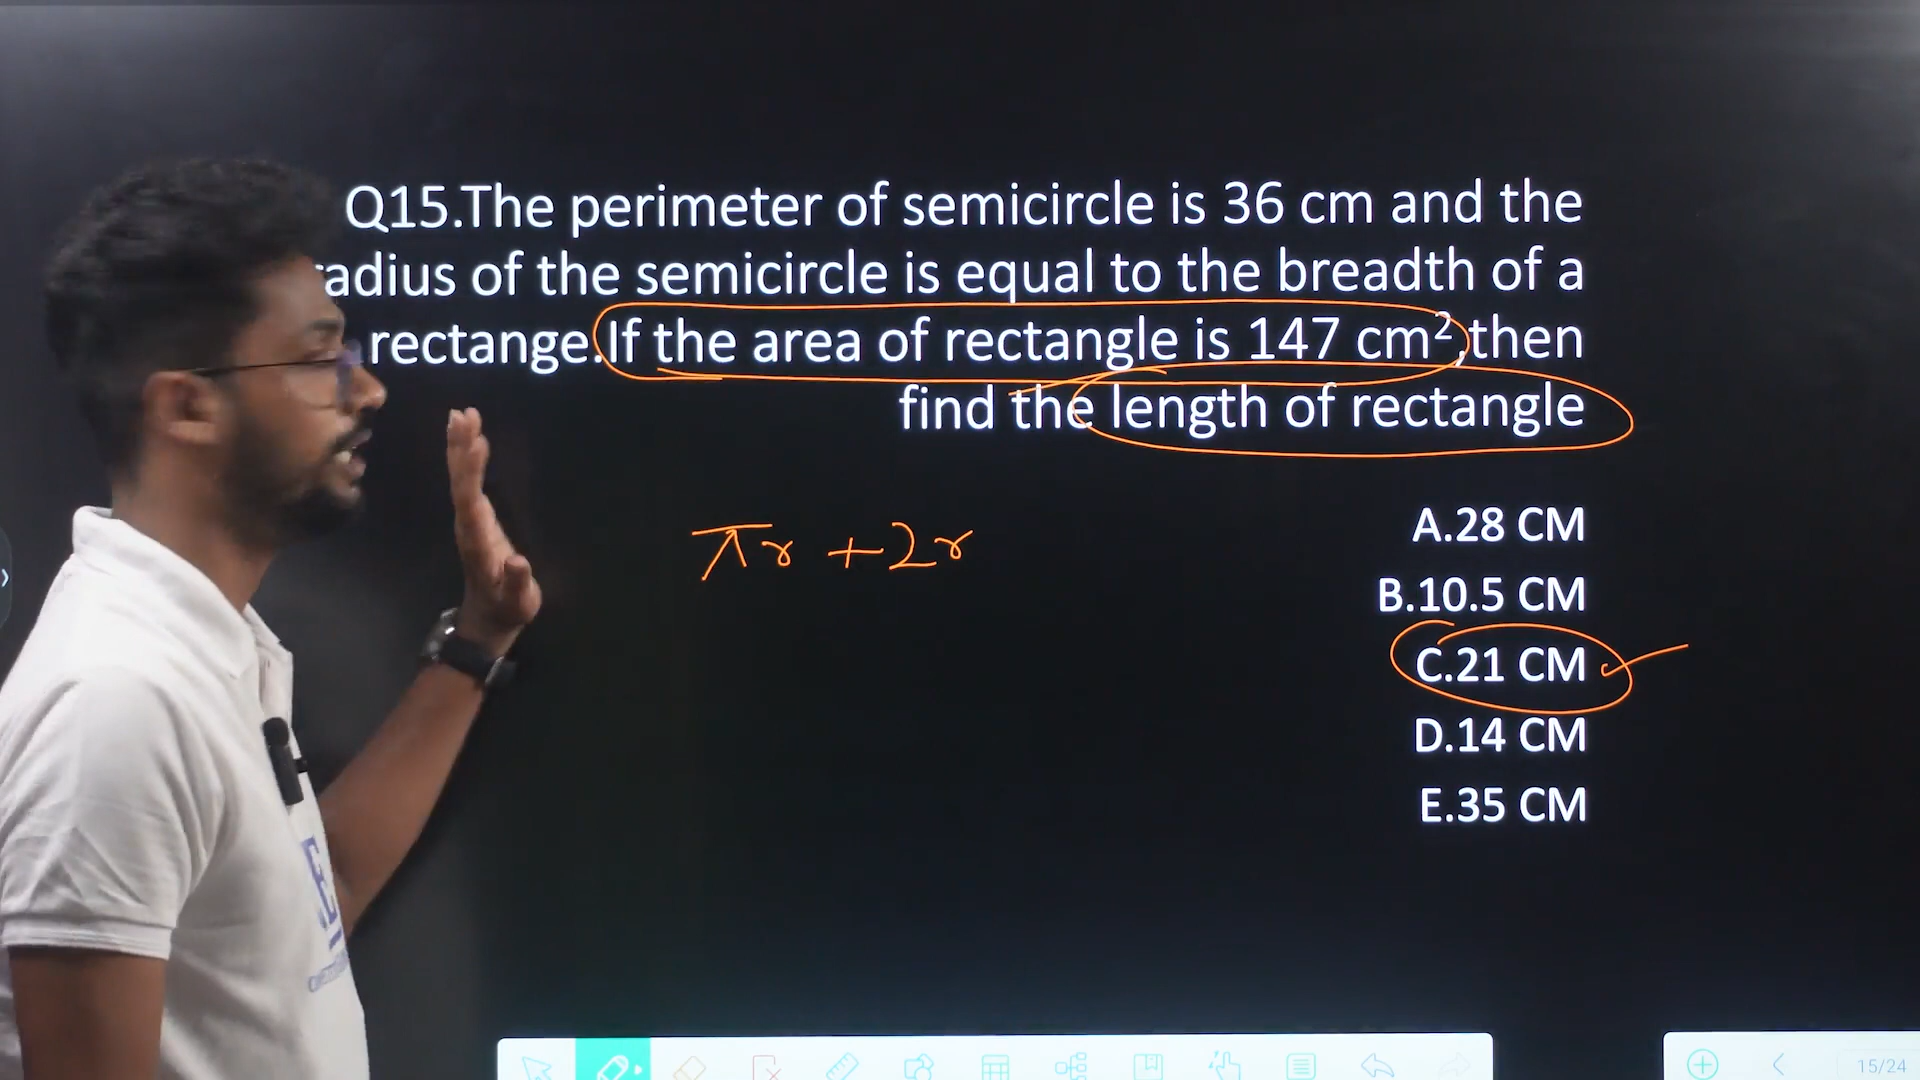 Q15.The perimeter of semicircle is 36 cm and the
radius of the semicircle is equal to the breadth of a
rectange.If the area of rectangle is 147 cm²,then
find the length of rectangle
πr + 2r
A.28 CM
B.10.5 CM
C.21 CM
D.14 CM
E.35 CM
15/24